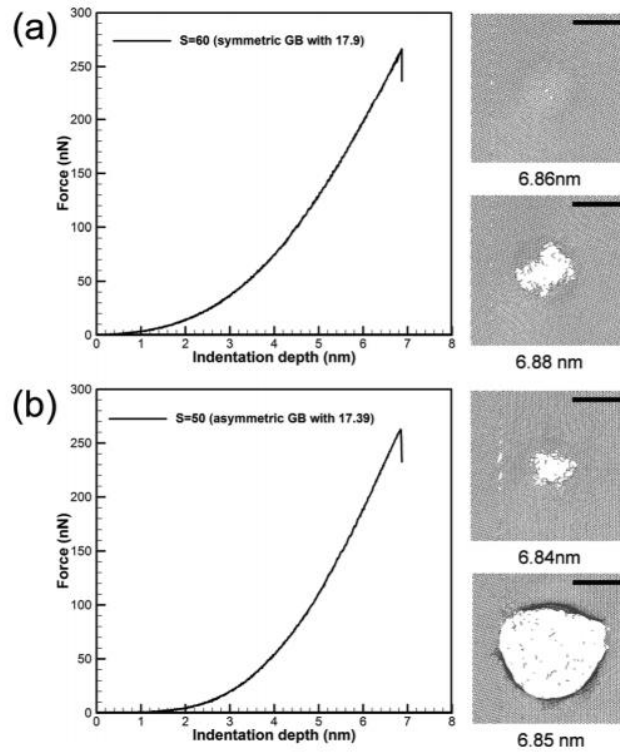 (a)
S=60 (symmetric GB with 17.9)
Force (nN)
300
250
200
150
100
50
0
0 1 2 3 4 5 6 7 8
Indentation depth (nm)
6.86nm
6.88 nm
(b)
S=50 (asymmetric GB with 17.39)
Force (nN)
300
250
200
150
100
50
0
0 1 2 3 4 5 6 7 8
Indentation depth (nm)
6.84nm
6.85 nm